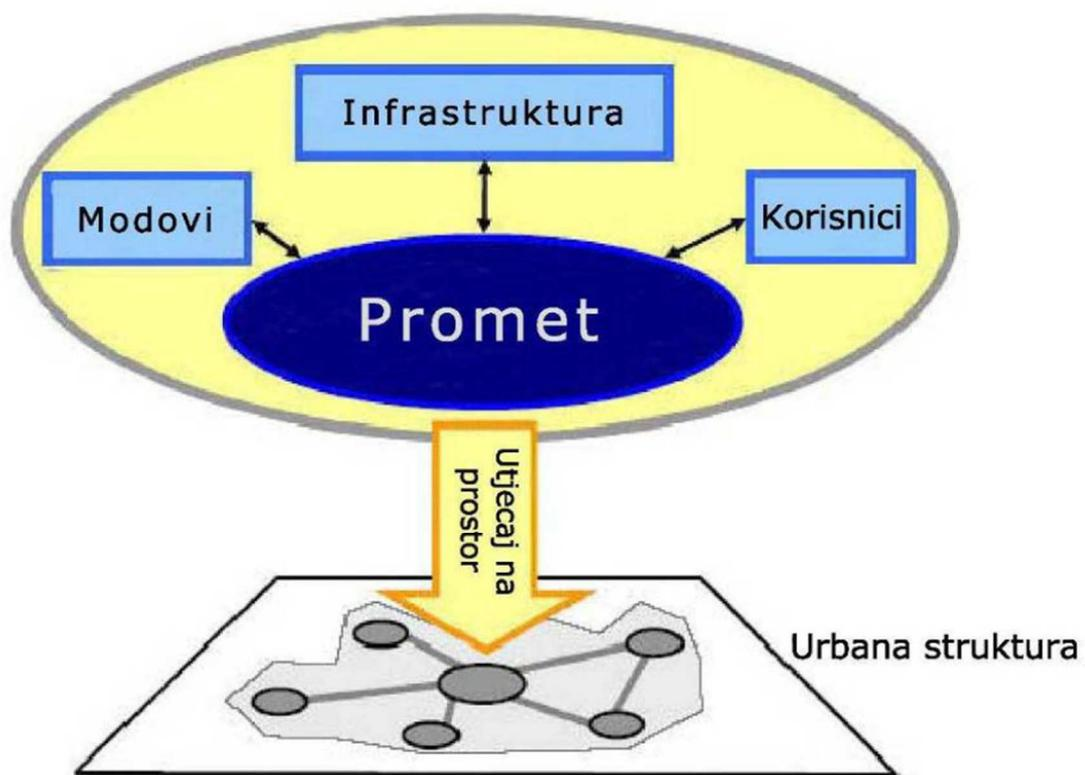 Infrastruktura
Modovi
Korisnici
Promet
Utjecaj na
prostor
Urbana struktura